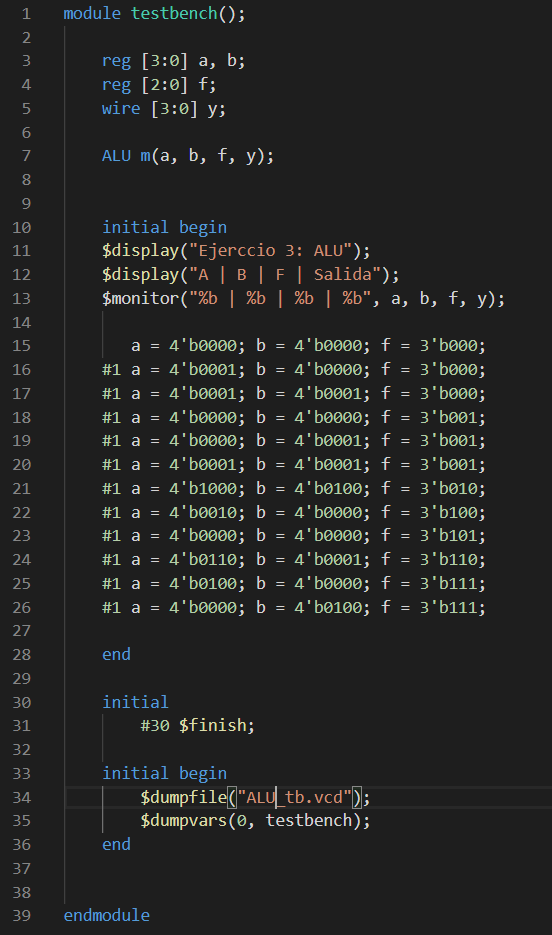 1 module testbench();
2
3 reg [3:0] a, b;
4 reg [2:0] f;
5 wire [3:0] y;
6
7 ALU m(a, b, f, y);
8
9
10 initial begin
11 $display("Ejerccio 3: ALU");
12 $display("A | B | F | Salida");
13 $monitor("%b | %b | %b | %b", a, b, f, y);
14
15 a = 4'b0000; b = 4'b0000; f = 3'b000;
16 #1 a = 4'b0001; b = 4'b0000; f = 3'b000;
17 #1 a = 4'b0001; b = 4'b0001; f = 3'b000;
18 #1 a = 4'b0000; b = 4'b0000; f = 3'b001;
19 #1 a = 4'b0000; b = 4'b0001; f = 3'b001;
20 #1 a = 4'b0001; b = 4'b0001; f = 3'b001;
21 #1 a = 4'b1000; b = 4'b0100; f = 3'b010;
22 #1 a = 4'b0010; b = 4'b0000; f = 3'b100;
23 #1 a = 4'b0000; b = 4'b0000; f = 3'b101;
24 #1 a = 4'b0110; b = 4'b0001; f = 3'b110;
25 #1 a = 4'b0100; b = 4'b0000; f = 3'b111;
26 #1 a = 4'b0000; b = 4'b0100; f = 3'b111;
27
28 end
29
30 initial
31 #30 $finish;
32
33 initial begin
34 $dumpfile("ALU_tb.vcd");
35 $dumpvars(0, testbench);
36 end
37
38
39 endmodule